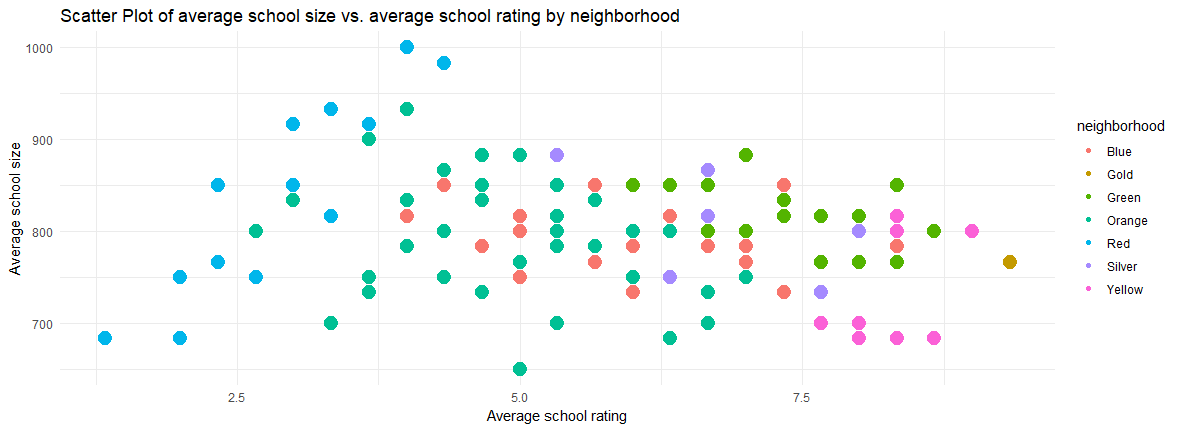 Scatter Plot of average school size vs. average school rating by neighborhood
1000
900
800
700
Average school size
2.5
5.0
7.5
Average school rating
neighborhood
Blue
Gold
Green
Orange
Red
Silver
Yellow